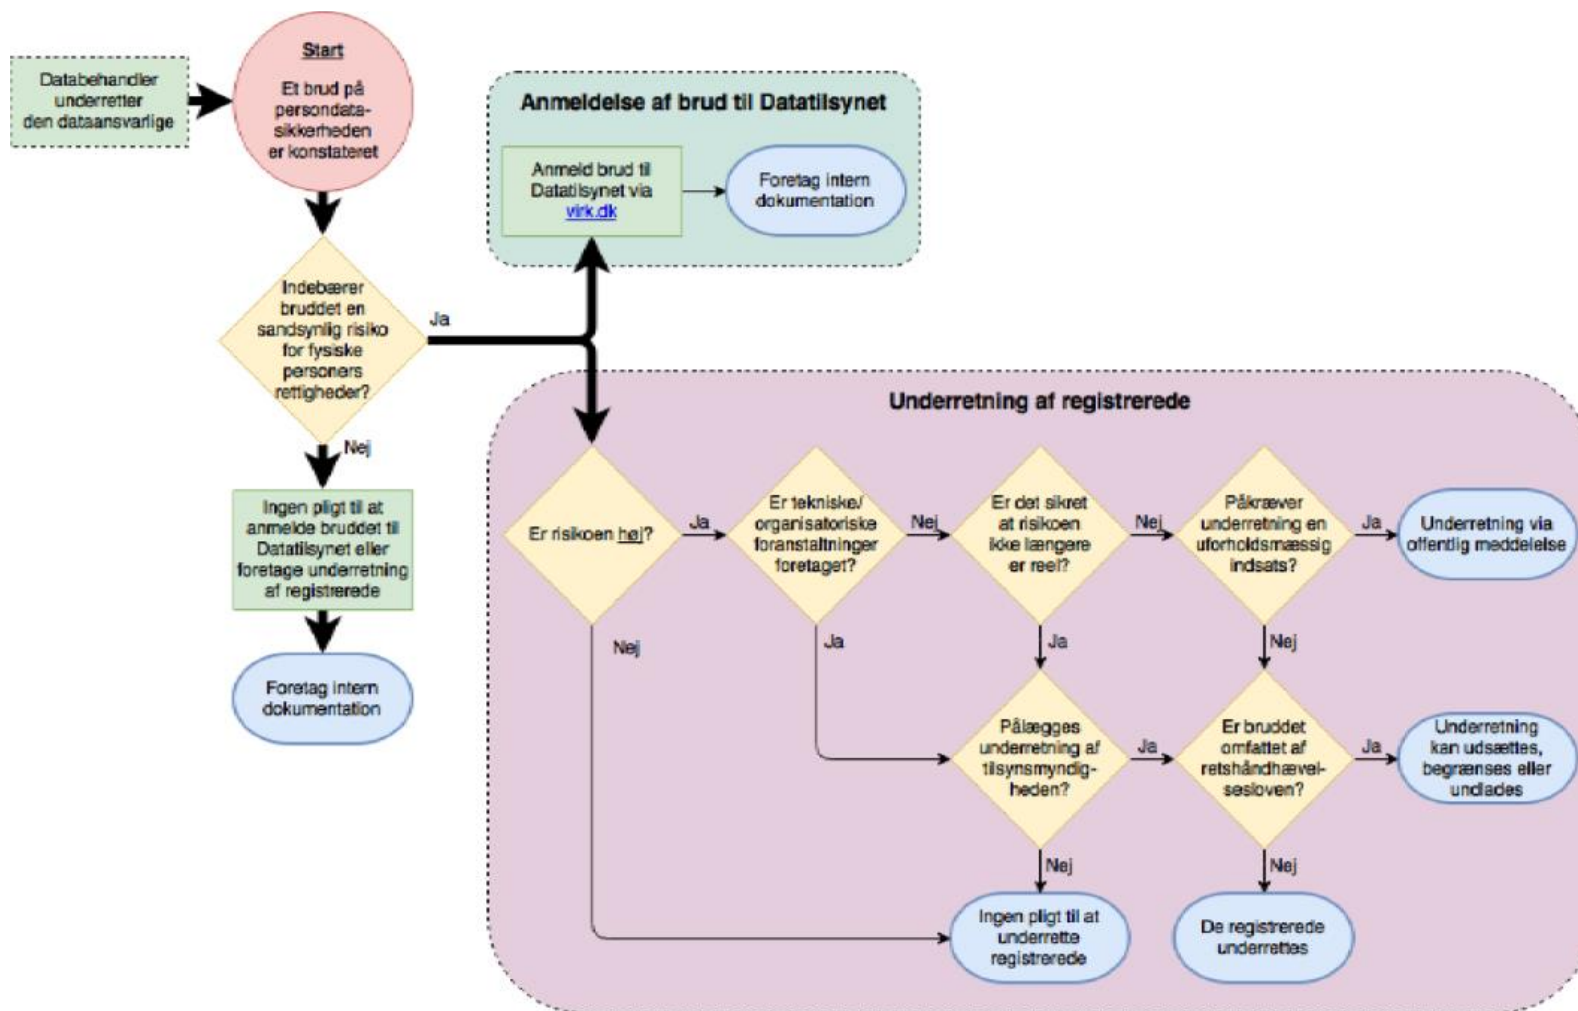 Databehandler
underretter
den dataansvarlige
Start
Et brud på
persondata-
sikkerheden
er konstateret
Anmeldelse af brud til Datatilsynet
Anmeld brud til
Datatilsynet via
virk.dk
Foretag intern
dokumentation
Indebærer
bruddet en
sandsynlig risiko
for fysiske
personers
rettigheder?
Ja
Nej
Ingen pligt til at
anmelde bruddet til
Datatilsynet eller
foretage underretning
af registrerede
Foretag intern
dokumentation
Underretning af registrerede
Er risikoen høj?
Ja
Nej
Er tekniske/
organisatoriske
foranstaltninger
foretaget?
Nej
Ja
Er det sikret
at risikoen
ikke længere
er reel?
Nej
Ja
Påkræver
underretning en
uforholdsmæssig
indsats?
Ja
Nej
Underretning via
offentlig meddelelse
Pålægges
underretning af
tilsynsmyndig-
heden?
Ja
Nej
Er bruddet
omfattet af
retshåndhævel-
sesloven?
Ja
Nej
Underretning
kan udsættes,
begrænses eller
undlades
Ingen pligt til at
underrette
registrerede
De registrerede
underrettes